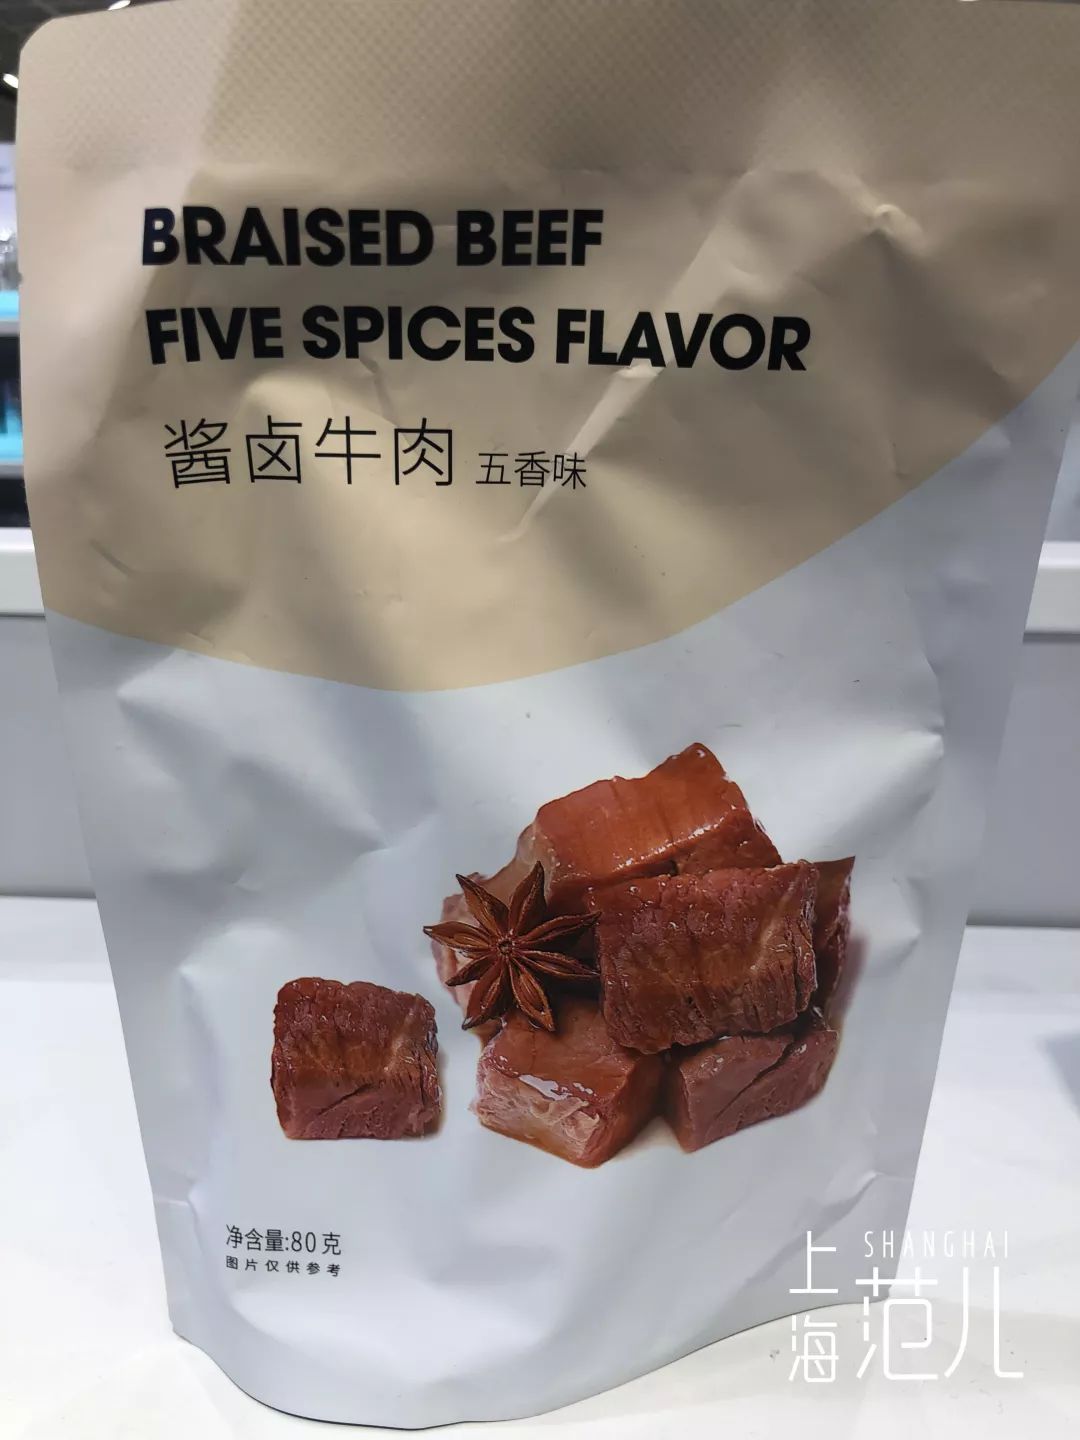 BRAISED BEEF
FIVE SPICES FLAVOR
酱卤牛肉 五香味
净含量:80克
图片仅供参考
SHANGHAI
上海范儿